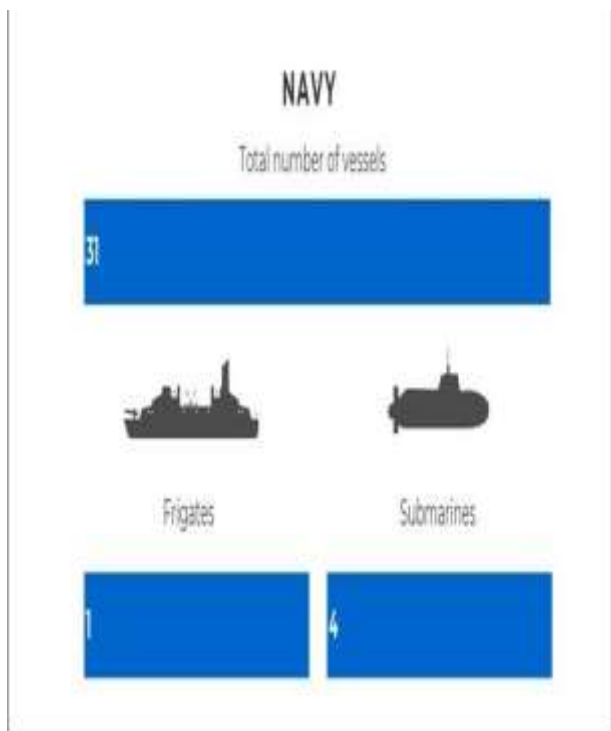 NAVY
Total number of vessels
31
Frigates
Submarines
1
4